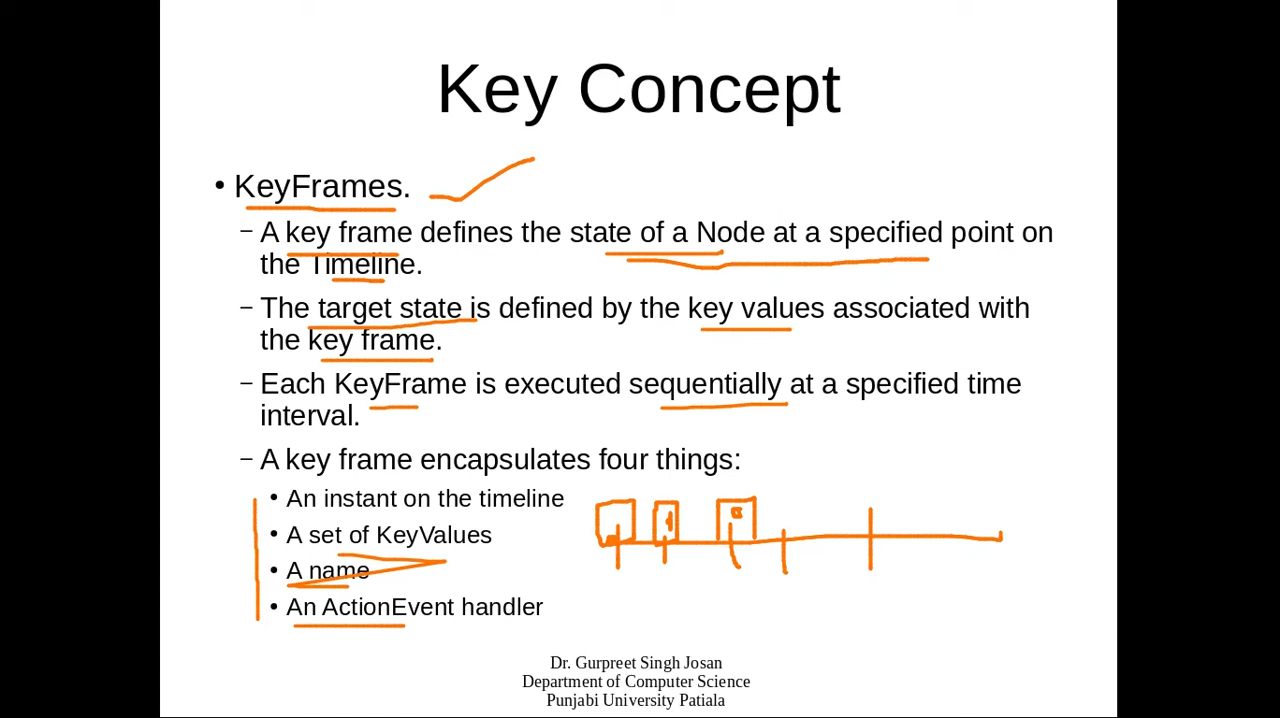 Key Concept
• KeyFrames.
– A key frame defines the state of a Node at a specified point on
the Timeline.
– The target state is defined by the key values associated with
the key frame.
– Each KeyFrame is executed sequentially at a specified time
interval.
– A key frame encapsulates four things:
• An instant on the timeline
• A set of KeyValues
• A name
• An ActionEvent handler
Dr. Gurpreet Singh Josan
Department of Computer Science
Punjabi University Patiala